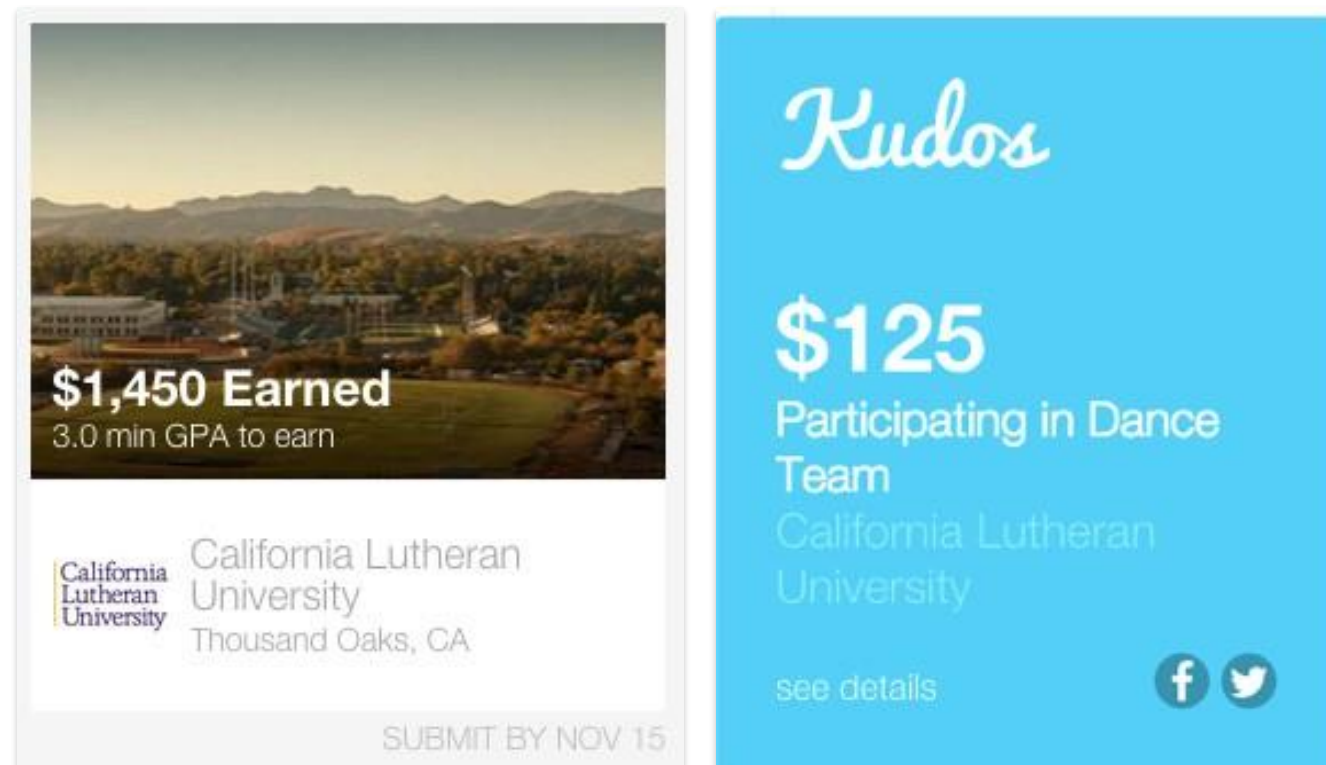 $1,450 Earned
3.0 min GPA to earn
California
Lutheran
University
California Lutheran
University
Thousand Oaks, CA
SUBMIT BY NOV 15
Kudos
$125
Participating in Dance
Team
California Lutheran
University
see details